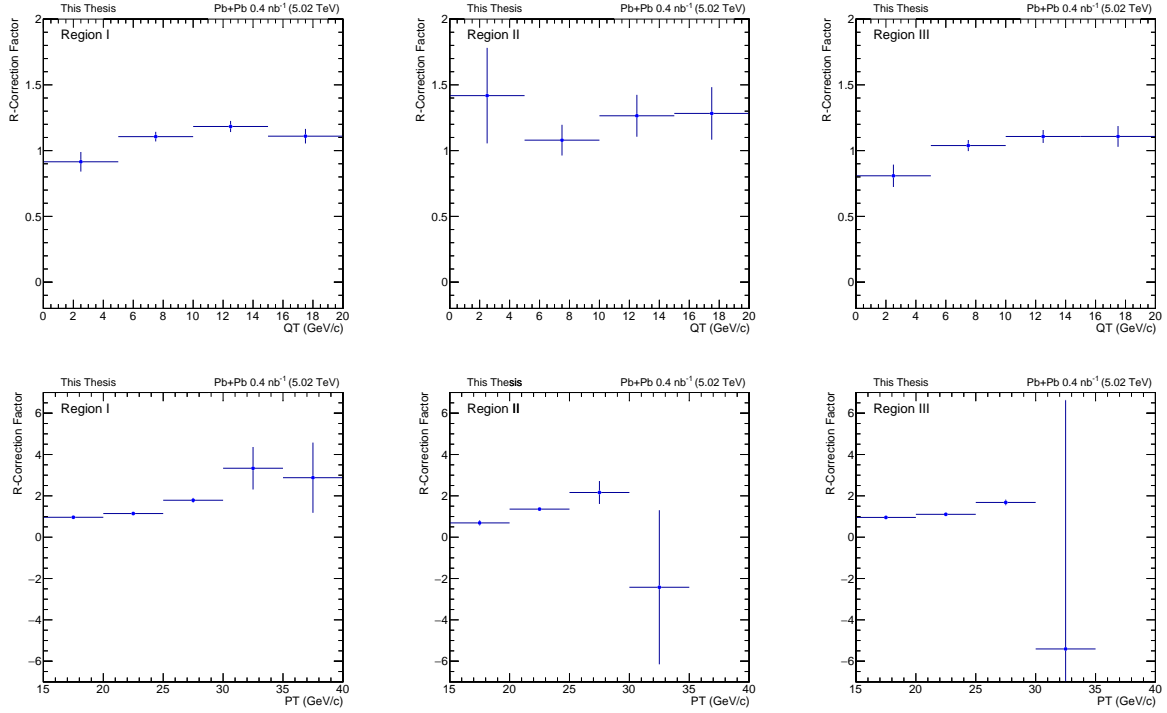 This Thesis Pb+Pb 0.4 nb⁻¹ (5.02 TeV)
Region I
R-Correction Factor
2
1.5
1
0.5
0
0 2 4 6 8 10 12 14 16 18 20
QT (GeV/c)
This Thesis Pb+Pb 0.4 nb⁻¹ (5.02 TeV)
Region II
R-Correction Factor
2
1.5
1
0.5
0
0 2 4 6 8 10 12 14 16 18 20
QT (GeV/c)
This Thesis Pb+Pb 0.4 nb⁻¹ (5.02 TeV)
Region III
R-Correction Factor
2
1.5
1
0.5
0
0 2 4 6 8 10 12 14 16 18 20
QT (GeV/c)
This Thesis Pb+Pb 0.4 nb⁻¹ (5.02 TeV)
Region I
R-Correction Factor
6
4
2
0
−2
−4
−6
15 20 25 30 35 40
PT (GeV/c)
This Thesis Pb+Pb 0.4 nb⁻¹ (5.02 TeV)
Region II
R-Correction Factor
6
4
2
0
−2
−4
−6
15 20 25 30 35 40
PT (GeV/c)
This Thesis Pb+Pb 0.4 nb⁻¹ (5.02 TeV)
Region III
R-Correction Factor
6
4
2
0
−2
−4
−6
15 20 25 30 35 40
PT (GeV/c)